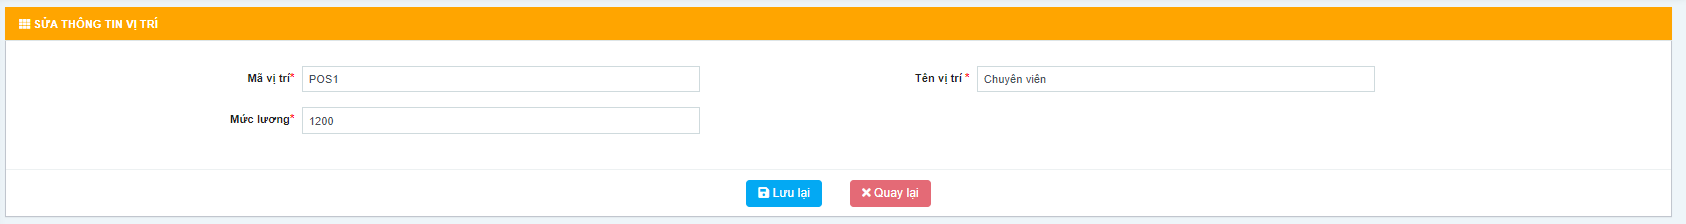 SỬA THÔNG TIN VỊ TRÍ
Mã vị trí* POS1 Tên vị trí * Chuyên viên
Mức lương* 1200
Lưu lại Quay lại